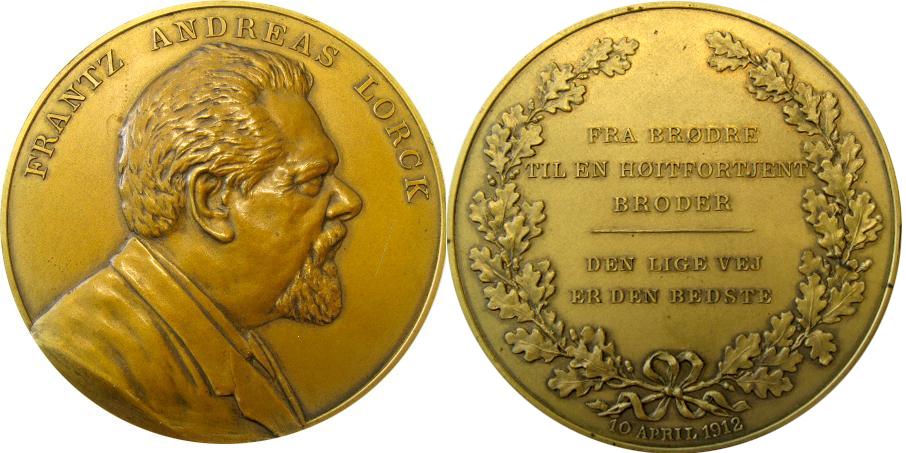 FRANTZ ANDREAS LORCK
FRA BRØDRE
TIL EN HØITFORTJENT
BRODER
DEN LIGE VEJ
ER DEN BEDSTE
10 APRIL 1912